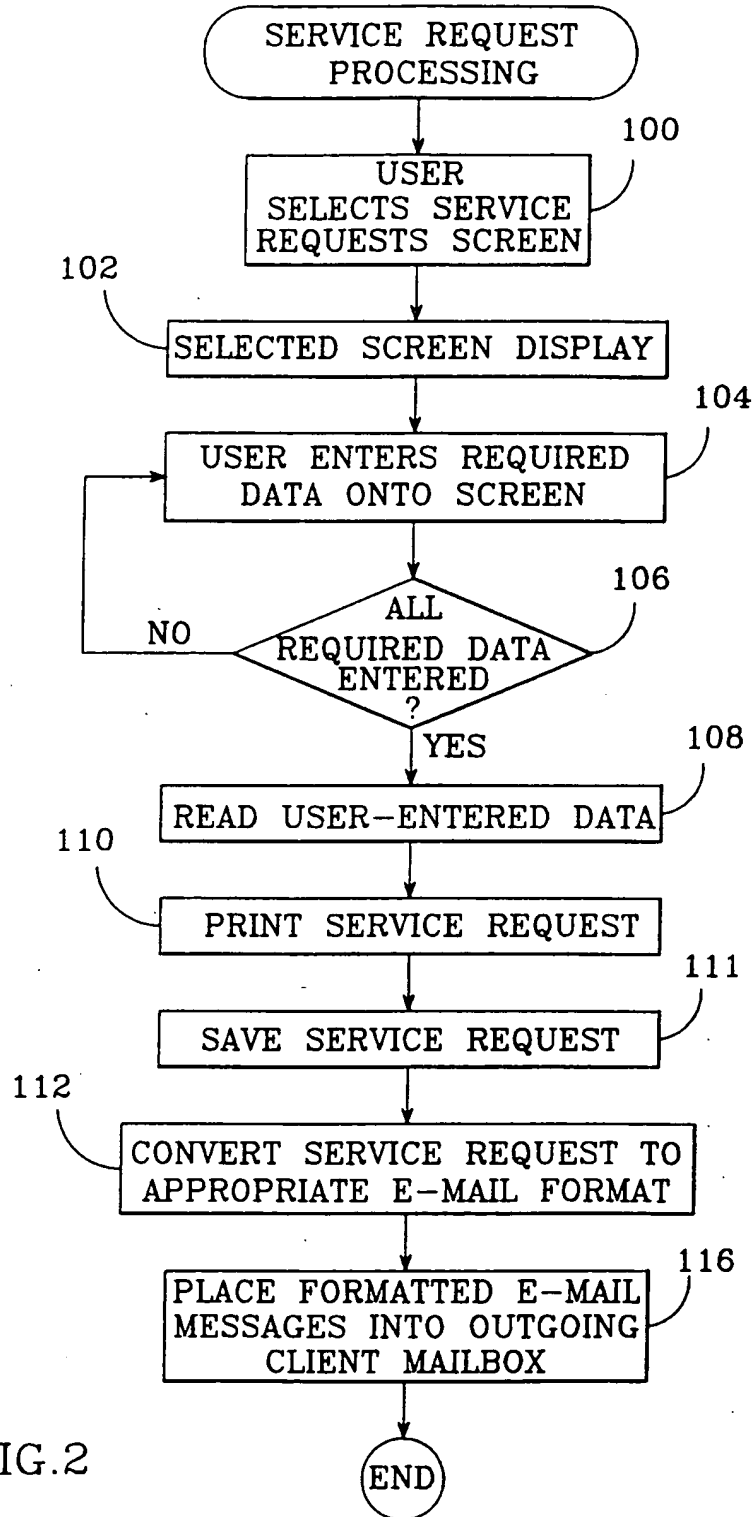 SERVICE REQUEST
PROCESSING
100
USER
SELECTS SERVICE
REQUESTS SCREEN
102
SELECTED SCREEN DISPLAY
104
USER ENTERS REQUIRED
DATA ONTO SCREEN
106
ALL
REQUIRED DATA
ENTERED
?
NO
YES
108
READ USER-ENTERED DATA
110
PRINT SERVICE REQUEST
111
SAVE SERVICE REQUEST
112
CONVERT SERVICE REQUEST TO
APPROPRIATE E-MAIL FORMAT
116
PLACE FORMATTED E-MAIL
MESSAGES INTO OUTGOING
CLIENT MAILBOX
END
IG.2